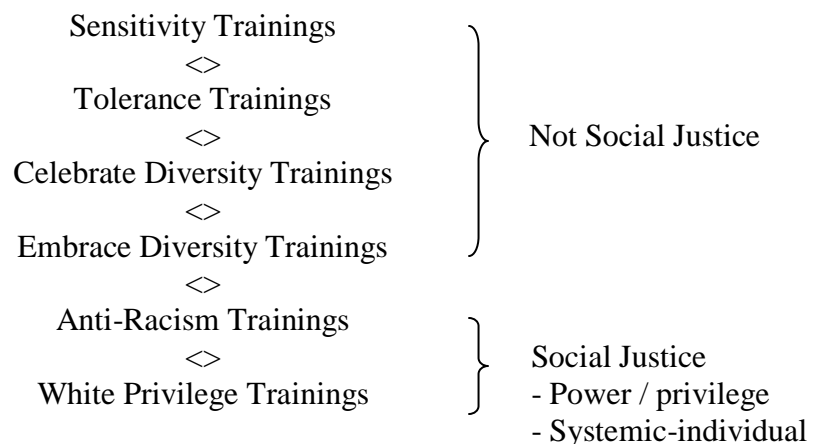 Sensitivity Trainings
<>
Tolerance Trainings
<>
Not Social Justice
Celebrate Diversity Trainings
<>
Embrace Diversity Trainings
<>
Anti-Racism Trainings
<>
White Privilege Trainings
Social Justice
- Power / privilege
- Systemic-individual